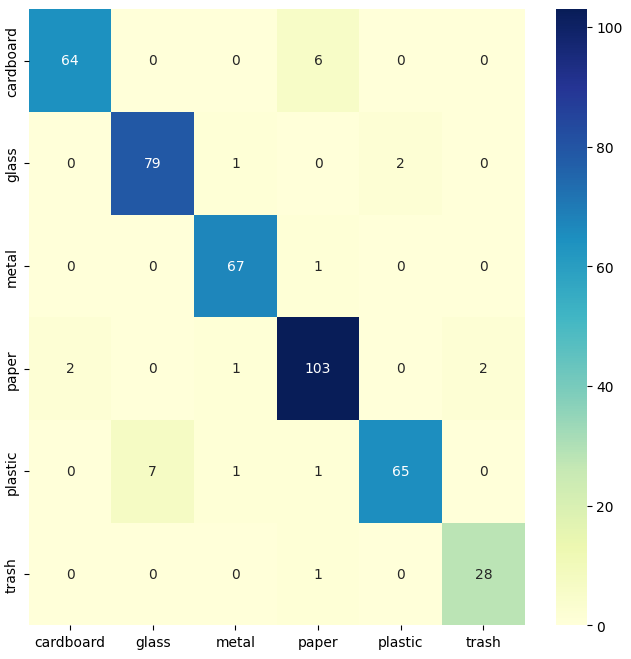 cardboard 64 0 0 6 0 0
glass 0 79 1 0 2 0
metal 0 0 67 1 0 0
paper 2 0 1 103 0 2
plastic 0 7 1 1 65 0
trash 0 0 0 1 0 28
cardboard glass metal paper plastic trash
100
80
60
40
20
0